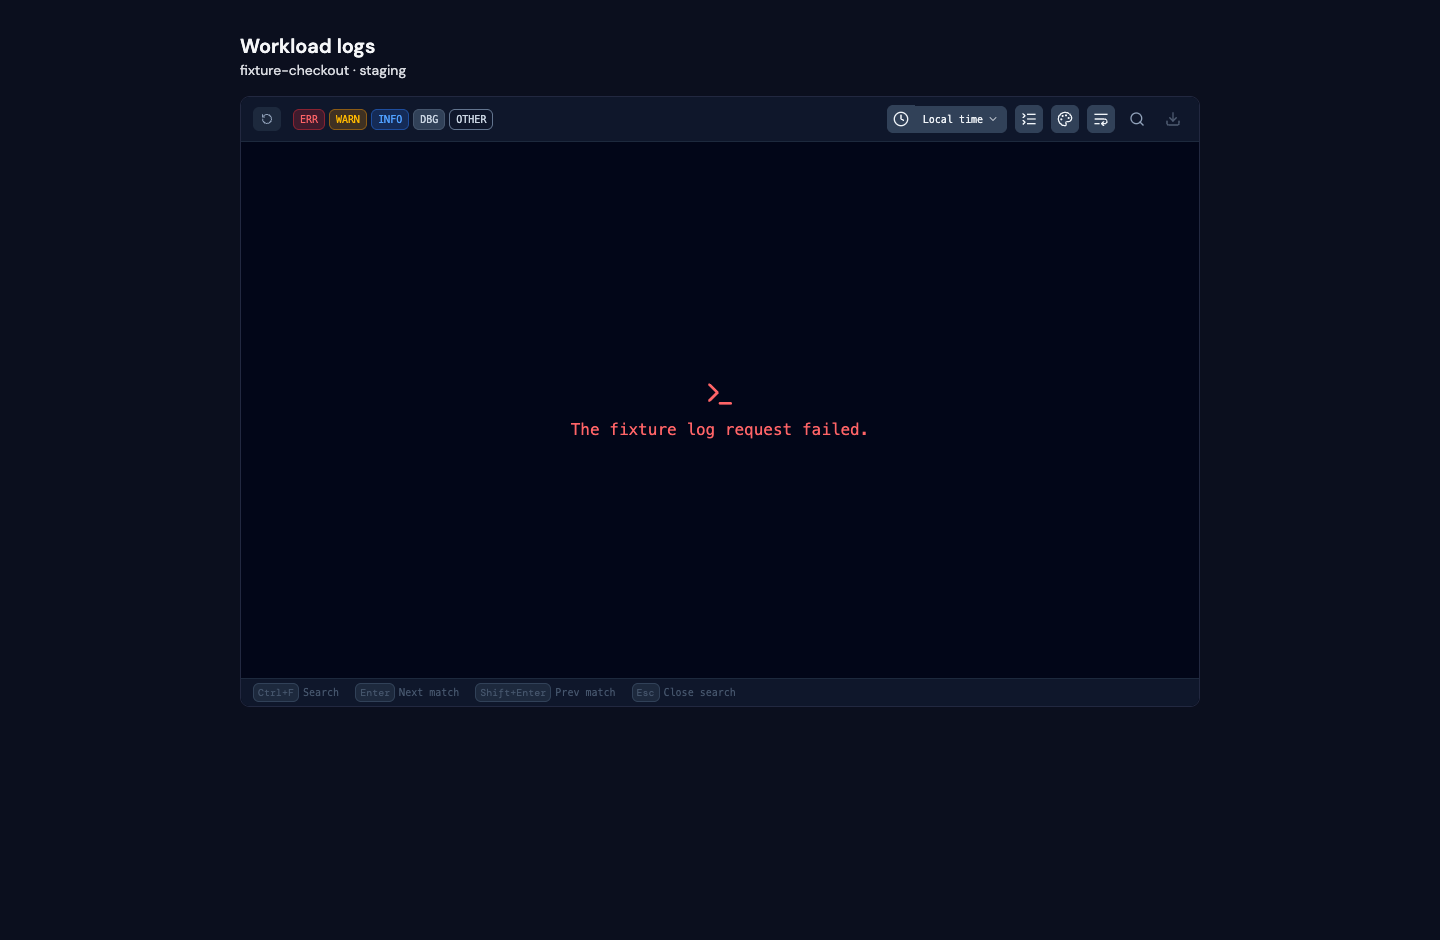 Workload logs
fixture-checkout · staging
ERR WARN INFO DBG OTHER Local time
The fixture log request failed.
Ctrl+F Search Enter Next match Shift+Enter Prev match Esc Close search